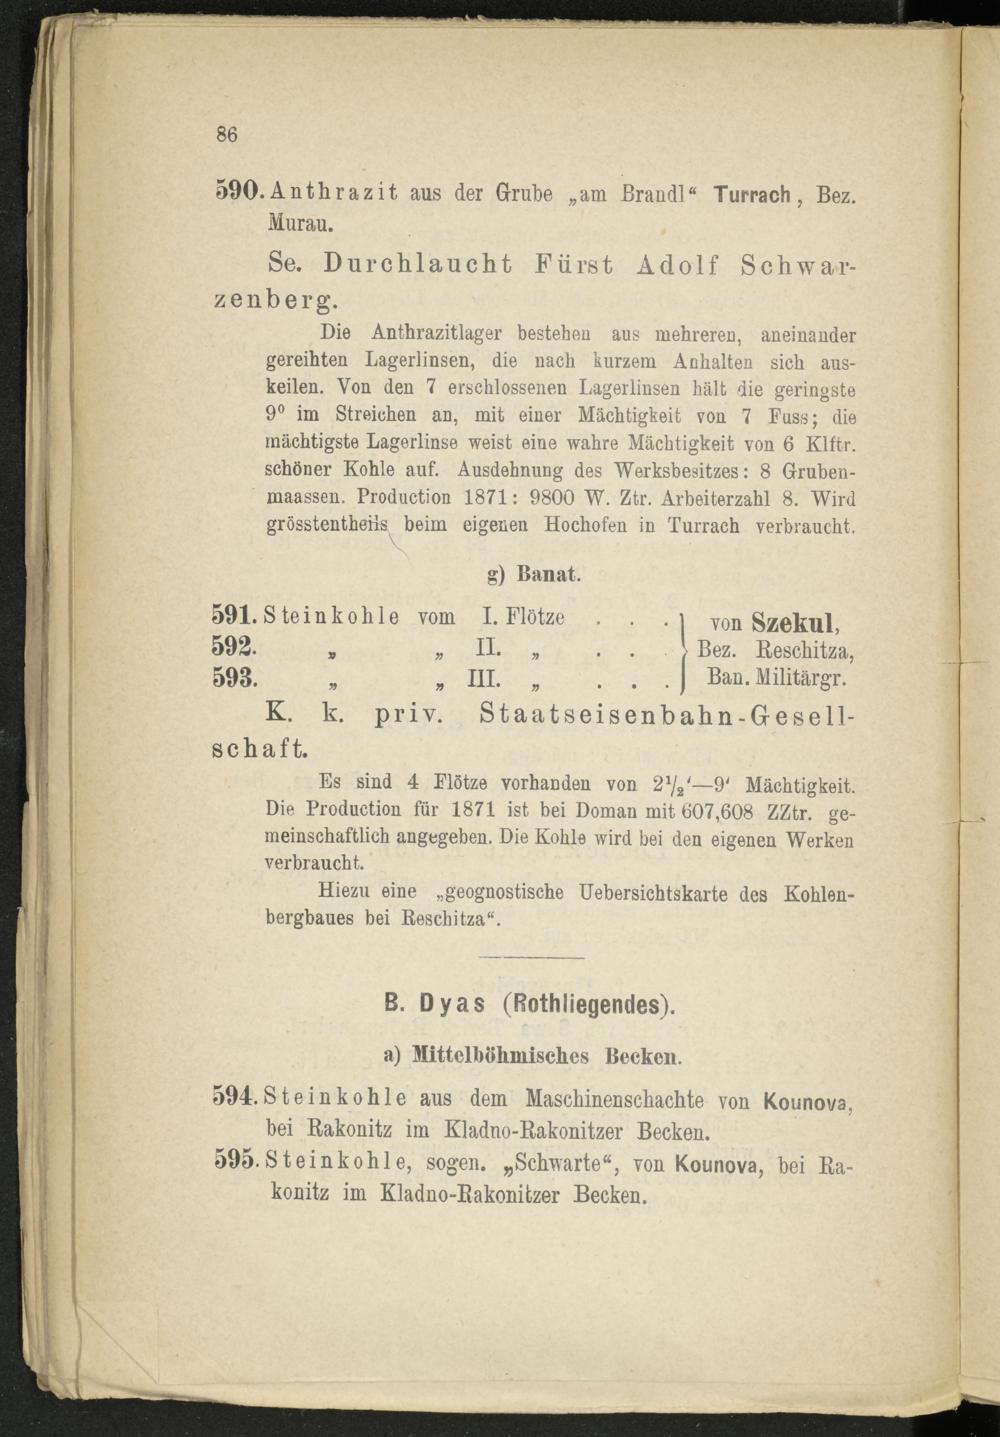 86
590. Anthrazit aus der Grube „am Brandl“ Turrach, Bez.
Murau.
Se. Durchlaucht Fürst Adolf Schwar-
zenberg.
Die Anthrazitlager bestehen aus mehreren, aneinander
gereihten Lagerlinsen, die nach kurzem Anhalten sich aus-
keilen. Von den 7 erschlossenen Lagerlinsen hält die geringste
9⁰ im Streichen an, mit einer Mächtigkeit von 7 Fuss; die
mächtigste Lagerlinse weist eine wahre Mächtigkeit von 6 Klftr.
schöner Kohle auf. Ausdehnung des Werksbesitzes: 8 Gruben-
maassen. Production 1871: 9800 W. Ztr. Arbeiterzahl 8. Wird
grösstentheils beim eigenen Hochofen in Turrach verbraucht.
g) Banat.
591. Steinkohle vom I. Flötze . . . } von Szekul,
592. „ „ II. „ . . . } Bez. Reschitza,
593. „ „ III. „ . . . } Ban. Militärgr.
K. k. priv. Staatseisenbahn-Gesell-
schaft.
Es sind 4 Flötze vorhanden von 2½′—9′ Mächtigkeit.
Die Production für 1871 ist bei Doman mit 607,608 ZZtr. ge-
meinschaftlich angegeben. Die Kohle wird bei den eigenen Werken
verbraucht.
Hiezu eine „geognostische Uebersichtskarte des Kohlen-
bergbaues bei Reschitza“.
B. Dyas (Rothliegendes).
a) Mittelböhmisches Becken.
594. Steinkohle aus dem Maschinenschachte von Kounova,
bei Rakonitz im Kladno-Rakonitzer Becken.
595. Steinkohle, sogen. „Schwarte“, von Kounova, bei Ra-
konitz im Kladno-Rakonitzer Becken.